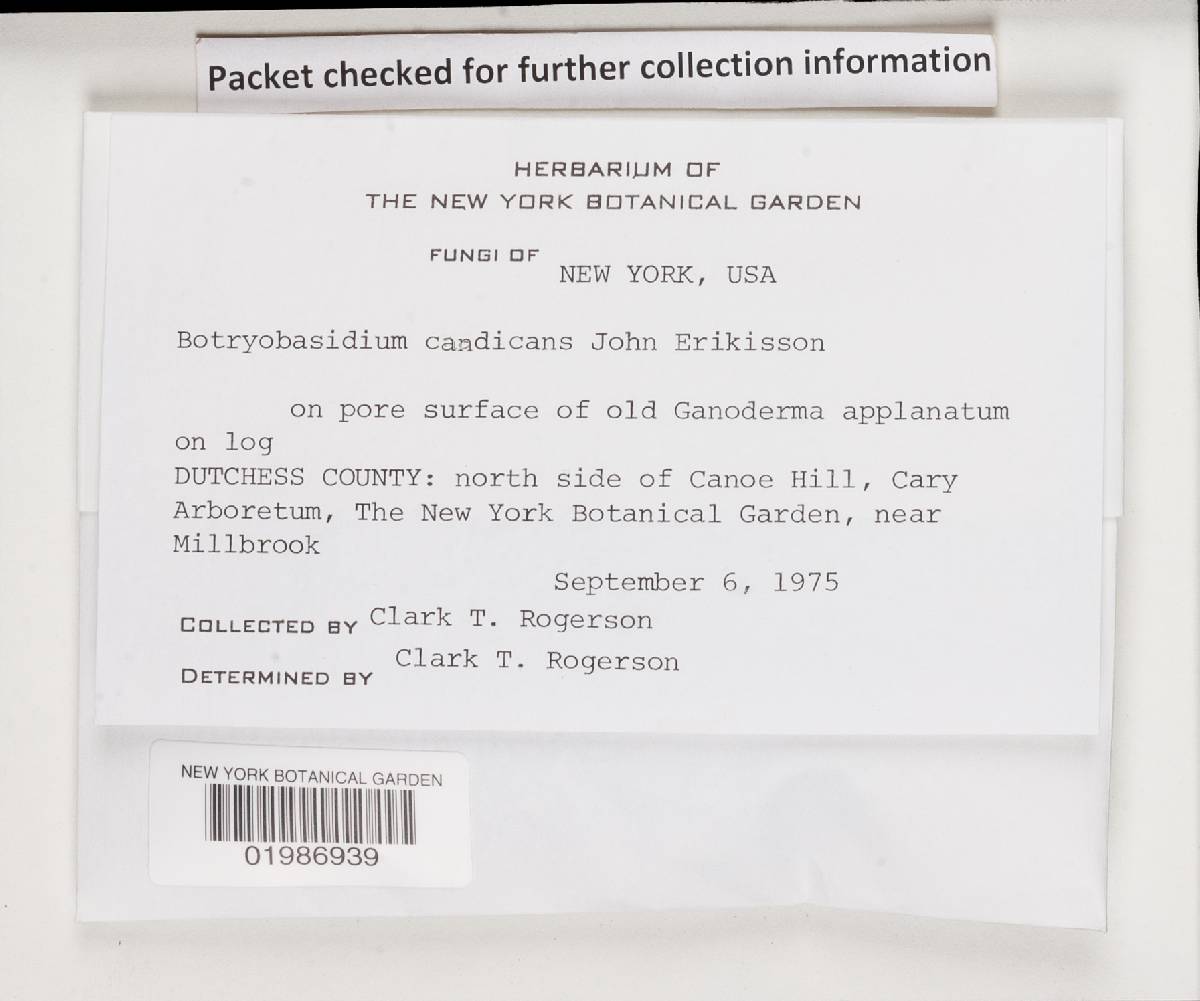 Packet checked for further collection information
HERBARIUM OF
THE NEW YORK BOTANICAL GARDEN
FUNGI OF
NEW YORK, USA
Botryobasidium candicans John Erikisson
on pore surface of old Ganoderma applanatum
on log
DUTCHESS COUNTY: north side of Canoe Hill, Cary
Arboretum, The New York Botanical Garden, near
Millbrook
September 6, 1975
COLLECTED BY Clark T. Rogerson
DETERMINED BY Clark T. Rogerson
NEW YORK BOTANICAL GARDEN
01986939